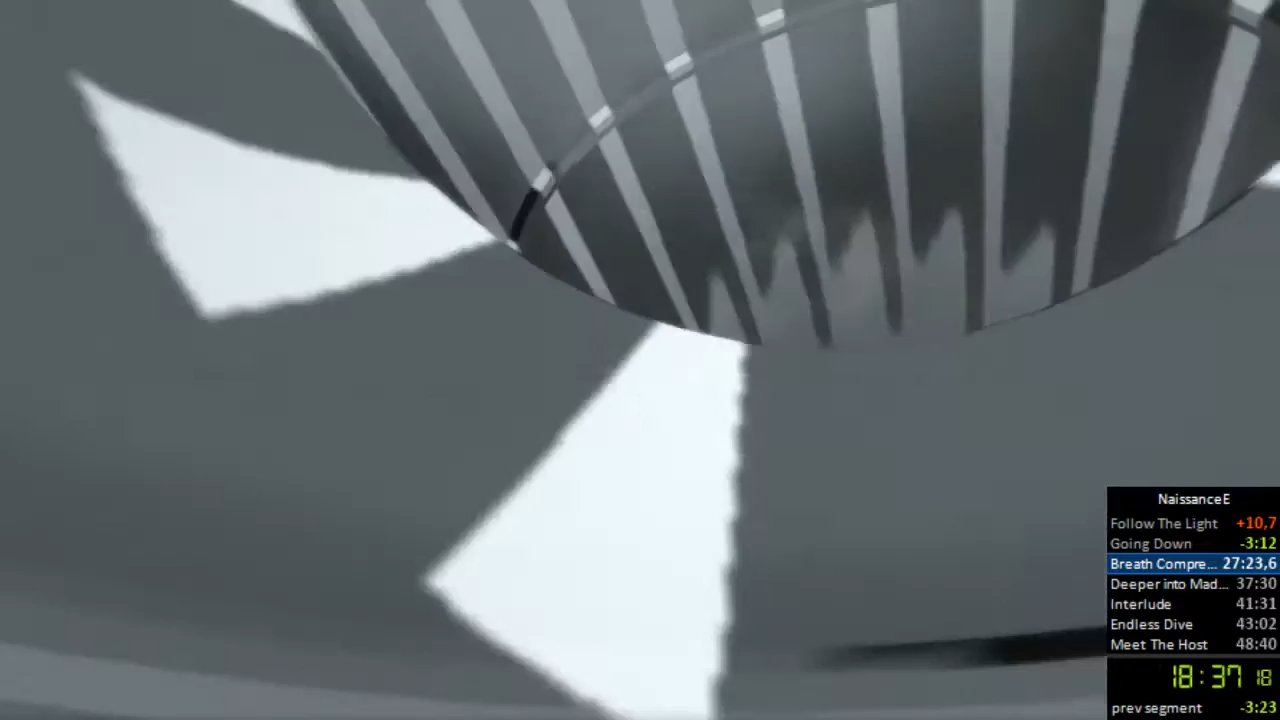 NaissanceE
Follow The Light +10,7
Going Down -3:12
Breath Compre... 27:23,6
Deeper into Mad... 37:30
Interlude 41:31
Endless Dive 43:02
Meet The Host 48:40
18:37 18
prev segment -3:23